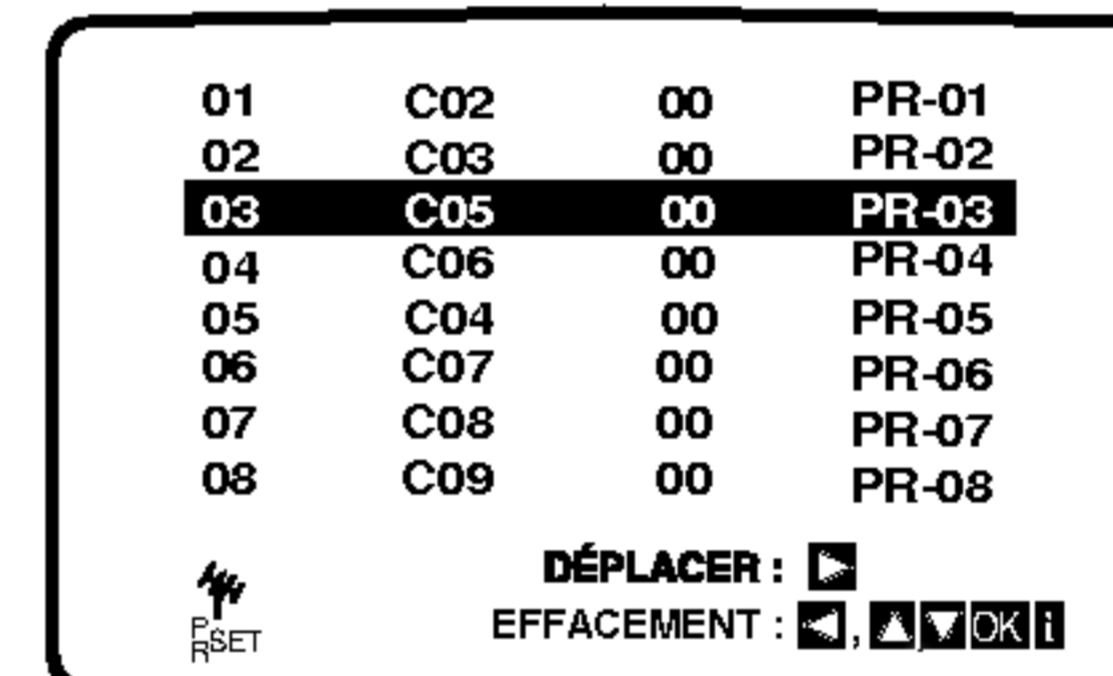 01 C02 00 PR-01
02 C03 00 PR-02
03 C05 00 PR-03
04 C06 00 PR-04
05 C04 00 PR-05
06 C07 00 PR-06
07 C08 00 PR-07
08 C09 00 PR-08
DÉPLACER :
EFFACEMENT : , OK i
PR SET